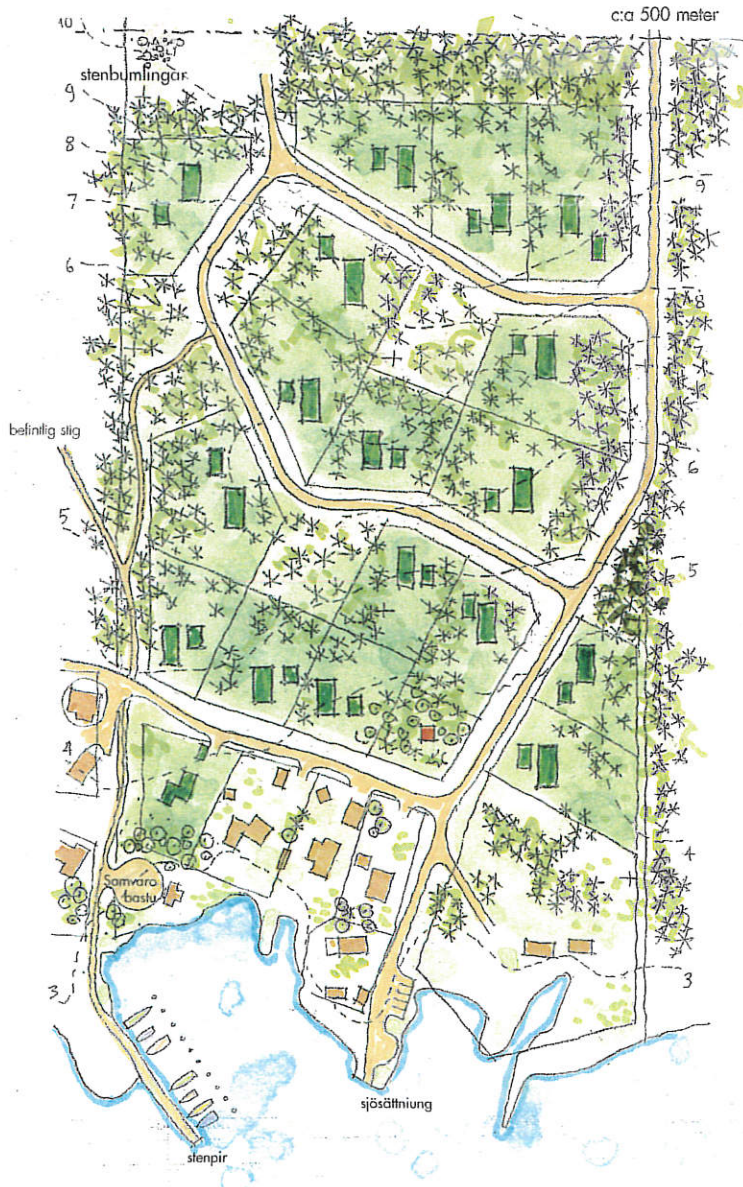 c:a 500 meter
10
stenbumlingar
9
8
7
6
9
8
7
6
befintlig stig
5
5
4
Samvaro
bastu
4
3
3
sjösättniung
stenpir